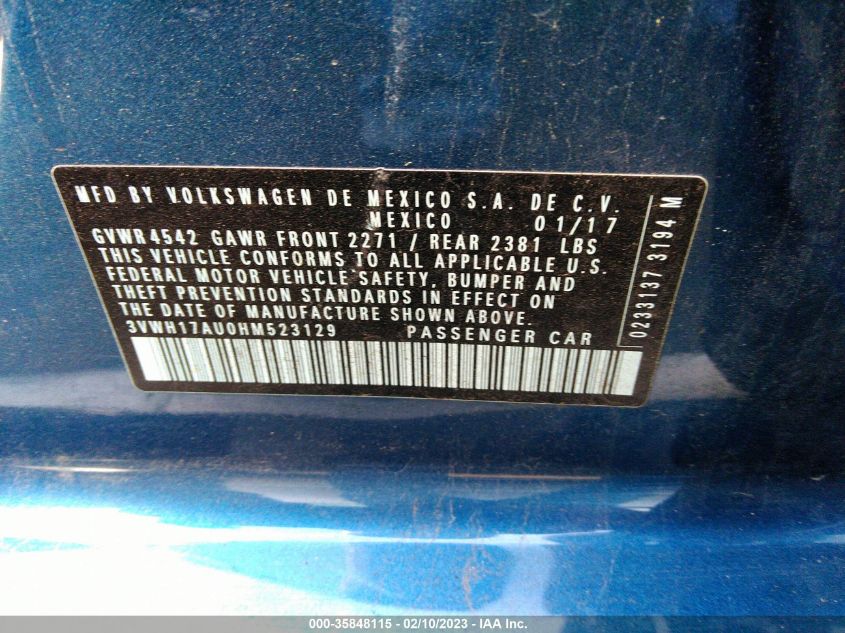 MFD BY VOLKSWAGEN DE MEXICO S.A. DE C.V.
MEXICO 01/17
GVWR 4542 GAWR FRONT 2271 / REAR 2381 LBS
THIS VEHICLE CONFORMS TO ALL APPLICABLE U.S.
FEDERAL MOTOR VEHICLE SAFETY, BUMPER AND
THEFT PREVENTION STANDARDS IN EFFECT ON
THE DATE OF MANUFACTURE SHOWN ABOVE.
3VWH17AU0HM523129 PASSENGER CAR
0239137 3194 M
000-35848115 - 02/10/2023 - IAA Inc.